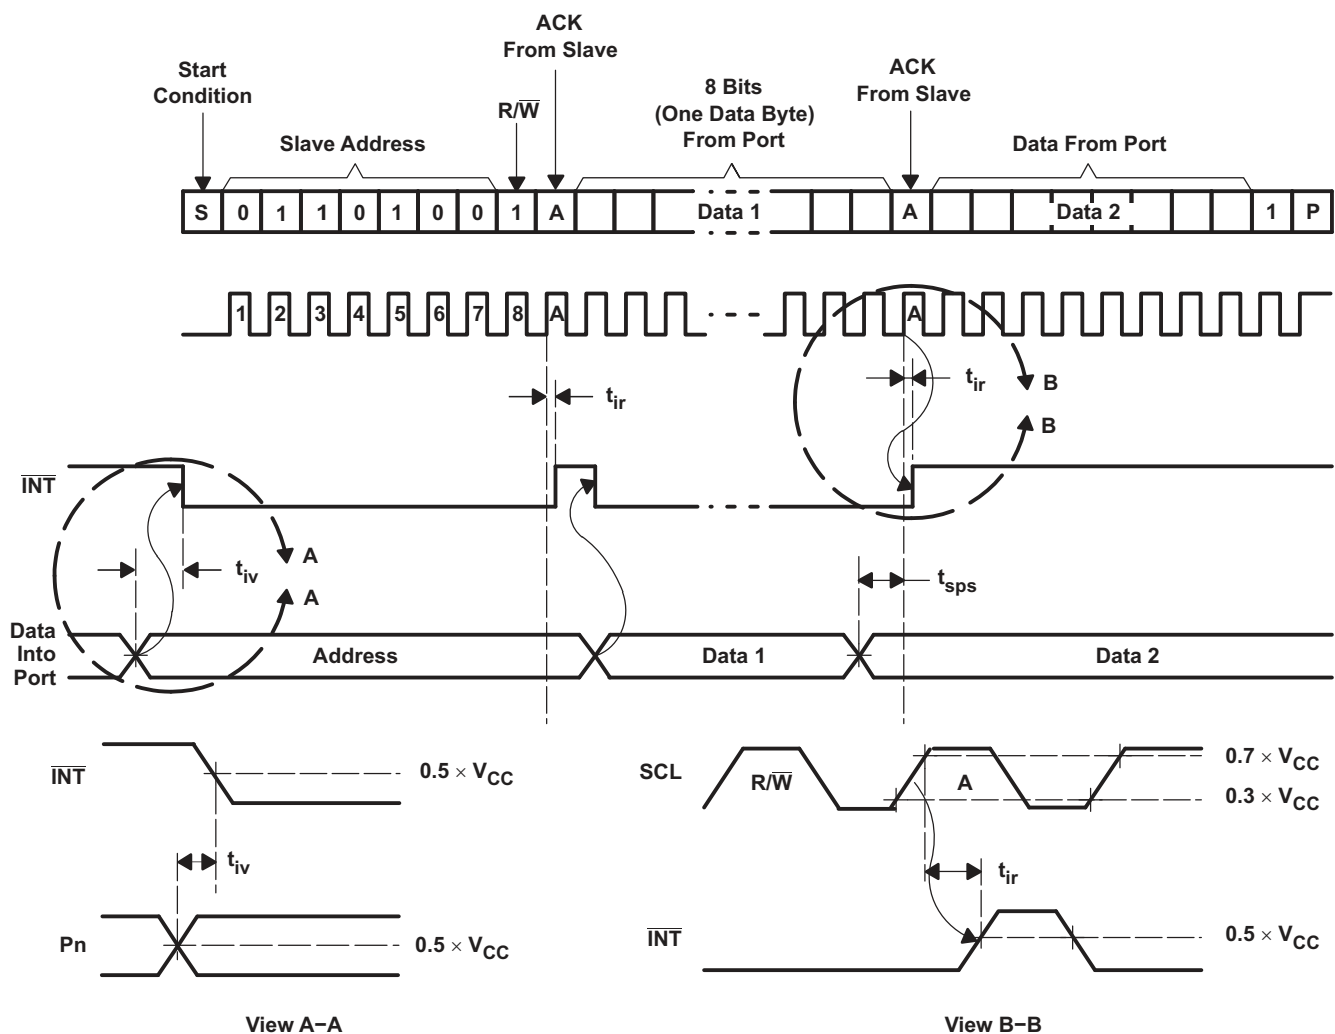 ACK
From Slave
Start
Condition
R/W̅
ACK
From Slave
8 Bits
(One Data Byte)
From Port
Slave Address
Data From Port
S 0 1 1 0 1 0 0 1 A Data 1 A Data 2 1 P
1 2 3 4 5 6 7 8 A A
t_ir
t_ir
B
B
I̅N̅T̅
A
t_iv
A
t_sps
Data
Into
Port
Address
Data 1
Data 2
I̅N̅T̅
0.5 × V_CC
t_iv
Pn
0.5 × V_CC
View A−A
SCL
R/W̅
A
0.7 × V_CC
0.3 × V_CC
t_ir
I̅N̅T̅
0.5 × V_CC
View B−B